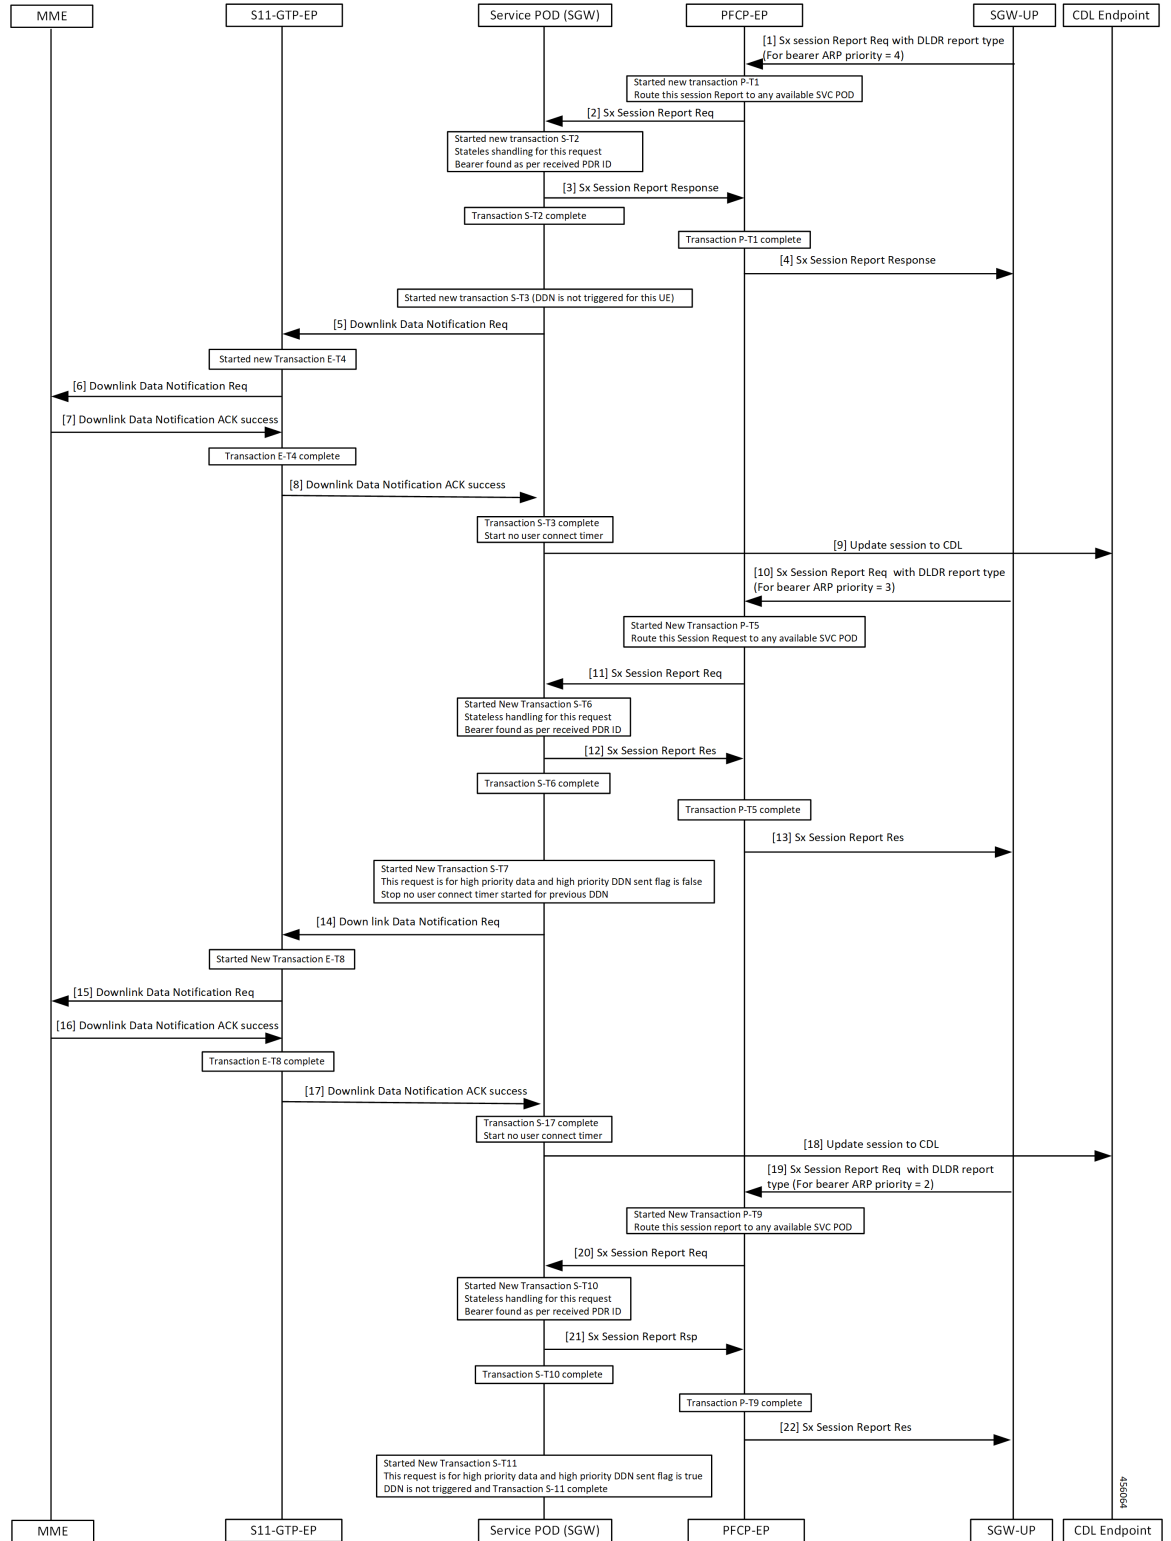 MME
S11-GTP-EP
Service POD (SGW)
PFCP-EP
SGW-UP
CDL Endpoint
[1] Sx session Report Req with DLDR report type
(For bearer ARP priority = 4)
Started new transaction P-T1
Route this session Report to any available SVC POD
[2] Sx Session Report Req
Started new transaction S-T2
Stateles shandling for this request
Bearer found as per received PDR ID
[3] Sx Session Report Response
Transaction S-T2 complete
Transaction P-T1 complete
[4] Sx Session Report Response
Started new transaction S-T3 (DDN is not triggered for this UE)
[5] Downlink Data Notification Req
Started new Transaction E-T4
[6] Downlink Data Notification Req
[7] Downlink Data Notification ACK success
Transaction E-T4 complete
[8] Downlink Data Notification ACK success
Transaction S-T3 complete
Start no user connect timer
[9] Update session to CDL
[10] Sx Session Report Req  with DLDR report type
(For bearer ARP priority = 3)
Started New Transaction P-T5
Route this Session Request to any available SVC POD
[11] Sx Session Report Req
Started New Transaction S-T6
Stateless handling for this request
Bearer found as per received PDR ID
[12] Sx Session Report Res
Transaction S-T6 complete
Transaction P-T5 complete
[13] Sx Session Report Res
Started New Transaction S-T7
This request is for high priority data and high priority DDN sent flag is false
Stop no user connect timer started for previous DDN
[14] Down link Data Notification Req
Started New Transaction E-T8
[15] Downlink Data Notification Req
[16] Downlink Data Notification ACK success
Transaction E-T8 complete
[17] Downlink Data Notification ACK success
Transaction S-17 complete
Start no user connect timer
[18] Update session to CDL
[19] Sx Session Report Req  with DLDR report
type (For bearer ARP priority = 2)
Started New Transaction P-T9
Route this session report to any available SVC POD
[20] Sx Session Report Req
Started New Transaction S-T10
Stateless handling for this request
Bearer found as per received PDR ID
[21] Sx Session Report Rsp
Transaction S-T10 complete
Transaction P-T9 complete
[22] Sx Session Report Res
Started New Transaction S-T11
This request is for high priority data and high priority DDN sent flag is true
DDN is not triggered and Transaction S-11 complete
456064
MME
S11-GTP-EP
Service POD (SGW)
PFCP-EP
SGW-UP
CDL Endpoint